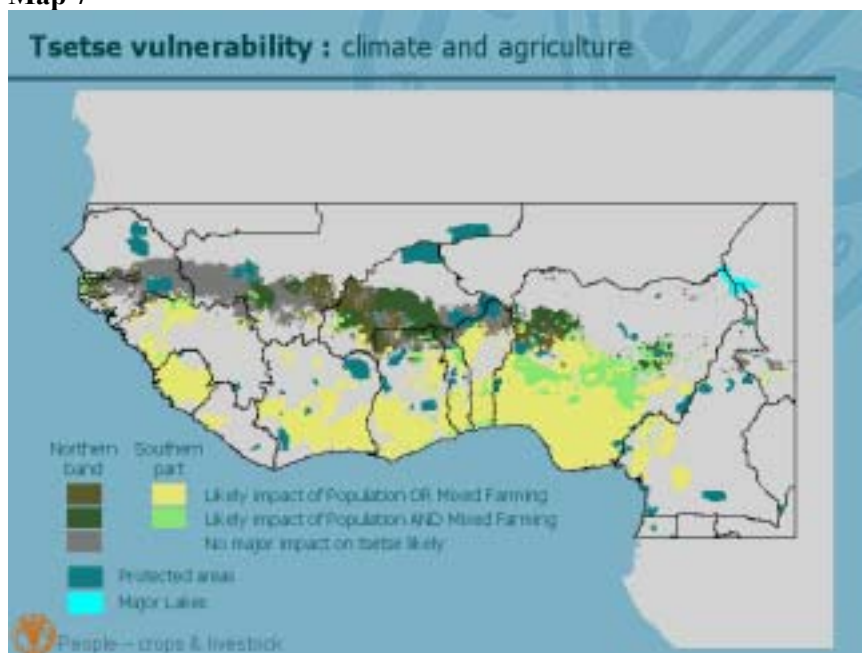 Map 7
Tsetse vulnerability : climate and agriculture
Northern band
Southern part
Likely impact of Population OR Mixed Farming
Likely impact of Population AND Mixed Farming
No major impact on tsetse likely
Protected areas
Major Lakes
People – crops & livestock